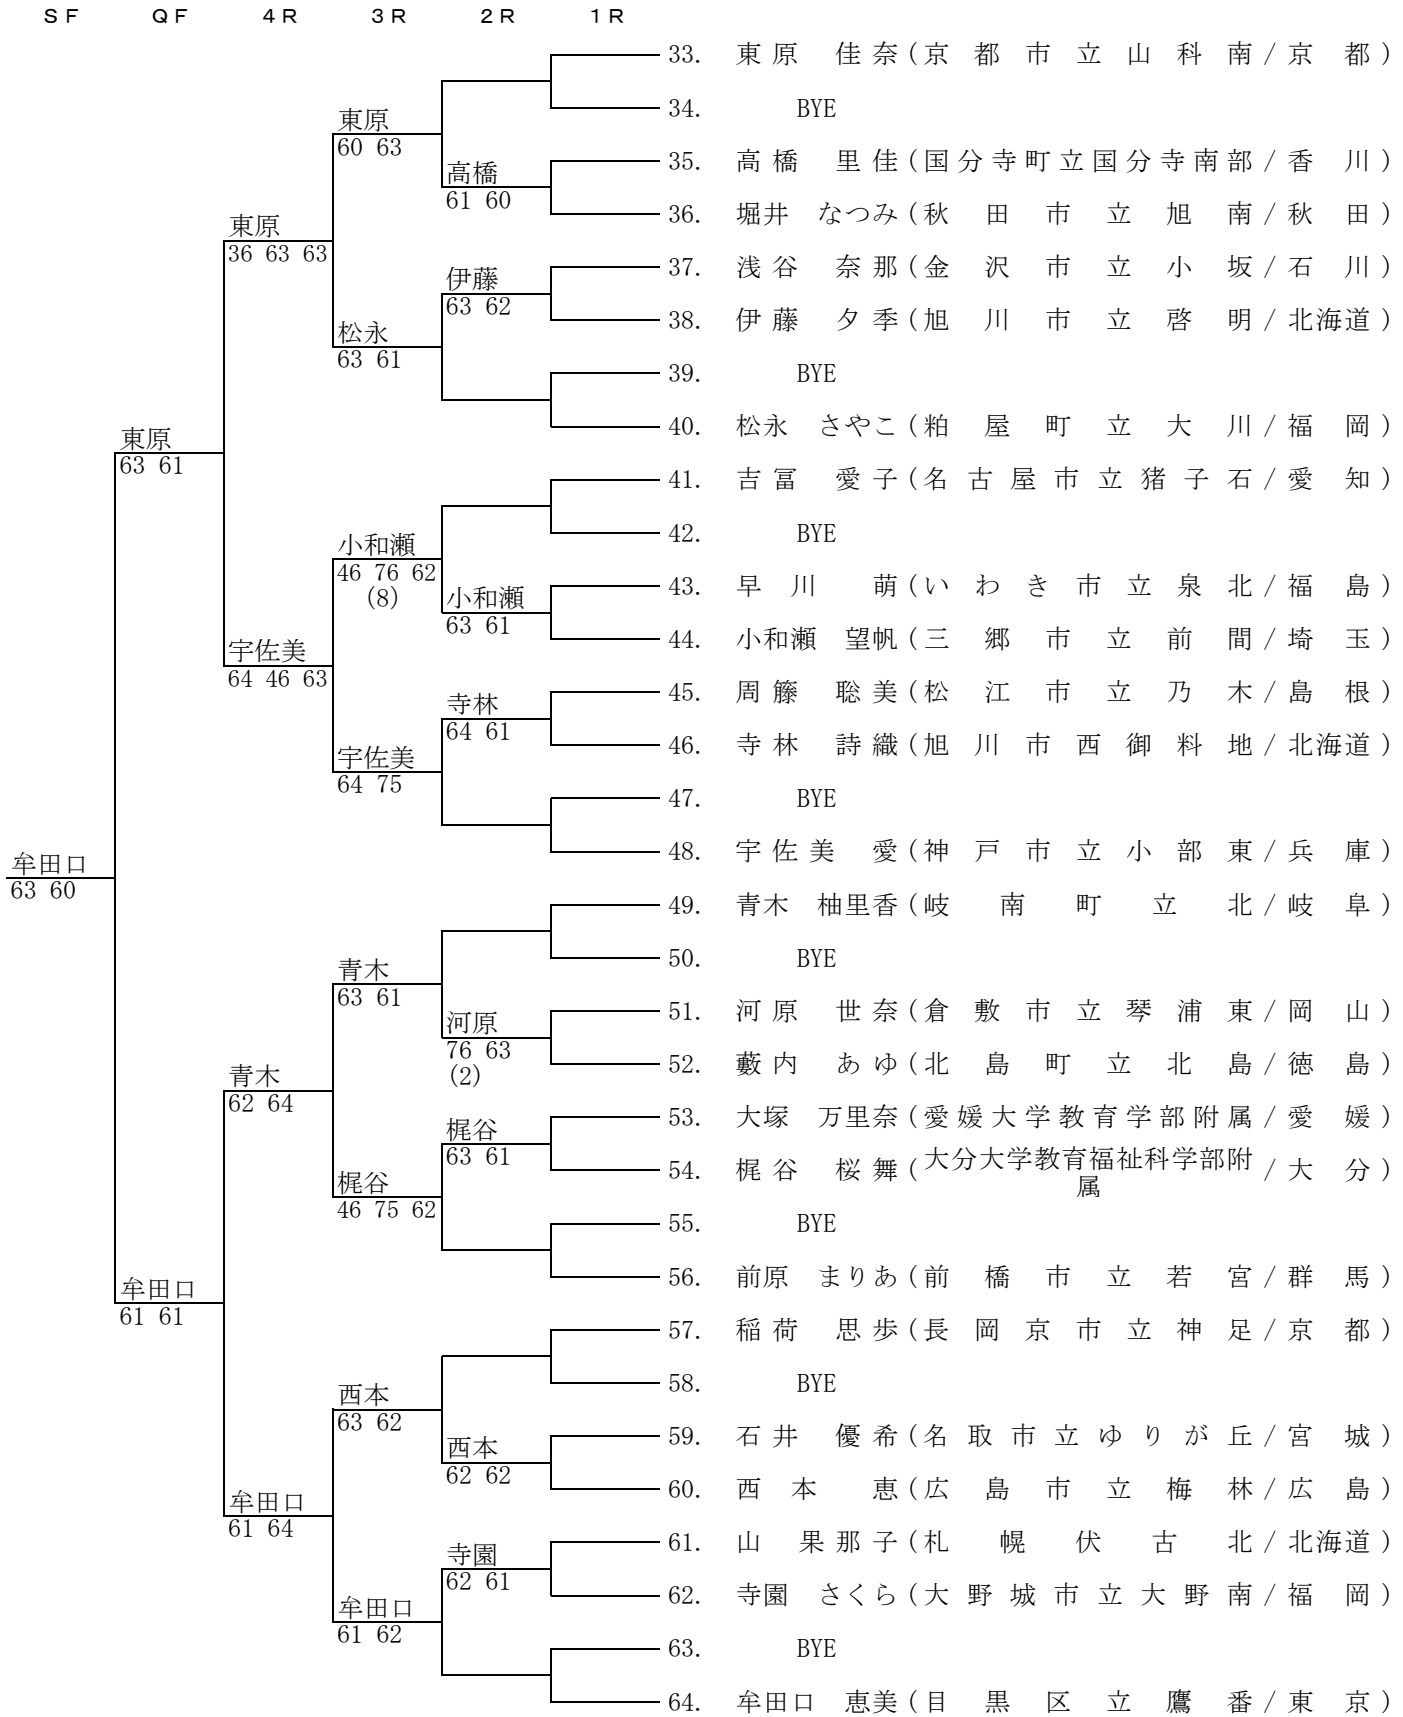 ＳＦ ＱＦ ４Ｒ ３Ｒ ２Ｒ １Ｒ
33. 東原 佳奈 (京都市立山科南/京都)
34. BYE
東原
60 63
35. 高橋 里佳 (国分寺町立国分寺南部/香川)
高橋
61 60
36. 堀井 なつみ (秋田市立旭南/秋田)
東原
36 63 63
37. 浅谷 奈那 (金沢市立小坂/石川)
伊藤
63 62
38. 伊藤 夕季 (旭川市立啓明/北海道)
松永
63 61
39. BYE
40. 松永 さやこ (粕屋町立大川/福岡)
東原
63 61
41. 吉冨 愛子 (名古屋市立猪子石/愛知)
42. BYE
小和瀬
46 76 62
(8)
43. 早川 萌 (いわき市立泉北/福島)
小和瀬
63 61
44. 小和瀬 望帆 (三郷市立前間/埼玉)
宇佐美
64 46 63
45. 周籐 聡美 (松江市立乃木/島根)
寺林
64 61
46. 寺林 詩織 (旭川市西御料地/北海道)
宇佐美
64 75
47. BYE
48. 宇佐美 愛 (神戸市立小部東/兵庫)
牟田口
63 60
49. 青木 柚里香 (岐南町立北/岐阜)
50. BYE
青木
63 61
51. 河原 世奈 (倉敷市立琴浦東/岡山)
河原
76 63
(2)
52. 藪内 あゆ (北島町立北島/徳島)
青木
62 64
53. 大塚 万里奈 (愛媛大学教育学部附属/愛媛)
梶谷
63 61
54. 梶谷 桜舞 (大分大学教育福祉科学部附属/大分)
梶谷
46 75 62
55. BYE
56. 前原 まりあ (前橋市立若宮/群馬)
牟田口
61 61
57. 稲荷 思歩 (長岡京市立神足/京都)
58. BYE
西本
63 62
59. 石井 優希 (名取市立ゆりが丘/宮城)
西本
62 62
60. 西本 恵 (広島市立梅林/広島)
牟田口
61 64
61. 山 果那子 (札幌伏古北/北海道)
寺園
62 61
62. 寺園 さくら (大野城市立大野南/福岡)
牟田口
61 62
63. BYE
64. 牟田口 恵美 (目黒区立鷹番/東京)